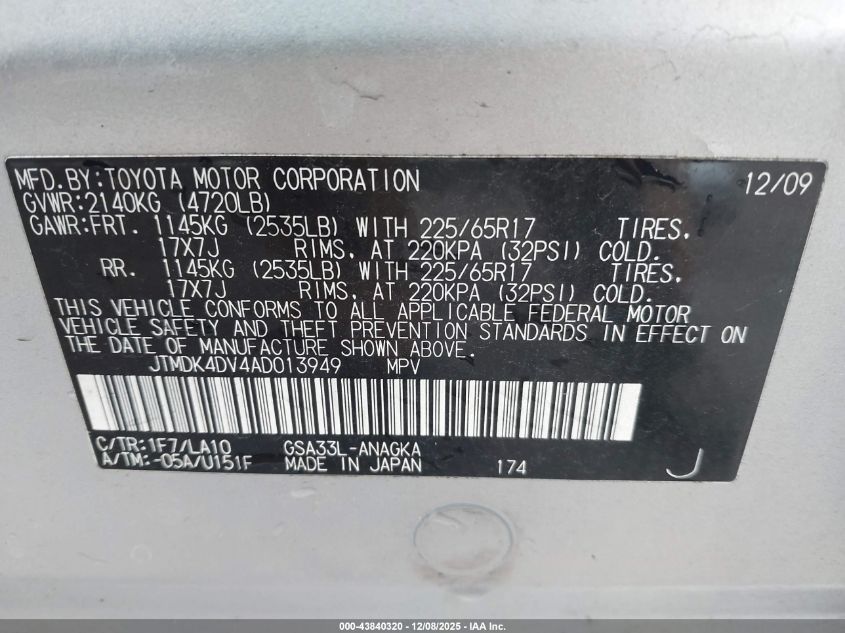 MFD.BY:TOYOTA MOTOR CORPORATION 12/09
GVWR:2140KG (4720LB)
GAWR:FRT. 1145KG (2535LB) WITH 225/65R17 TIRES,
17X7J RIMS, AT 220KPA (32PSI) COLD.
RR. 1145KG (2535LB) WITH 225/65R17 TIRES,
17X7J RIMS, AT 220KPA (32PSI) COLD.
THIS VEHICLE CONFORMS TO ALL APPLICABLE FEDERAL MOTOR
VEHICLE SAFETY AND THEFT PREVENTION STANDARDS IN EFFECT ON
THE DATE OF MANUFACTURE SHOWN ABOVE.
JTMDK4DV4AD013949 MPV
C/TR:1F7/LA10 GSA33L-ANAGKA
A/TM:-05A/U151F MADE IN JAPAN 174 J
000-43840320 - 12/08/2025 - IAA Inc.